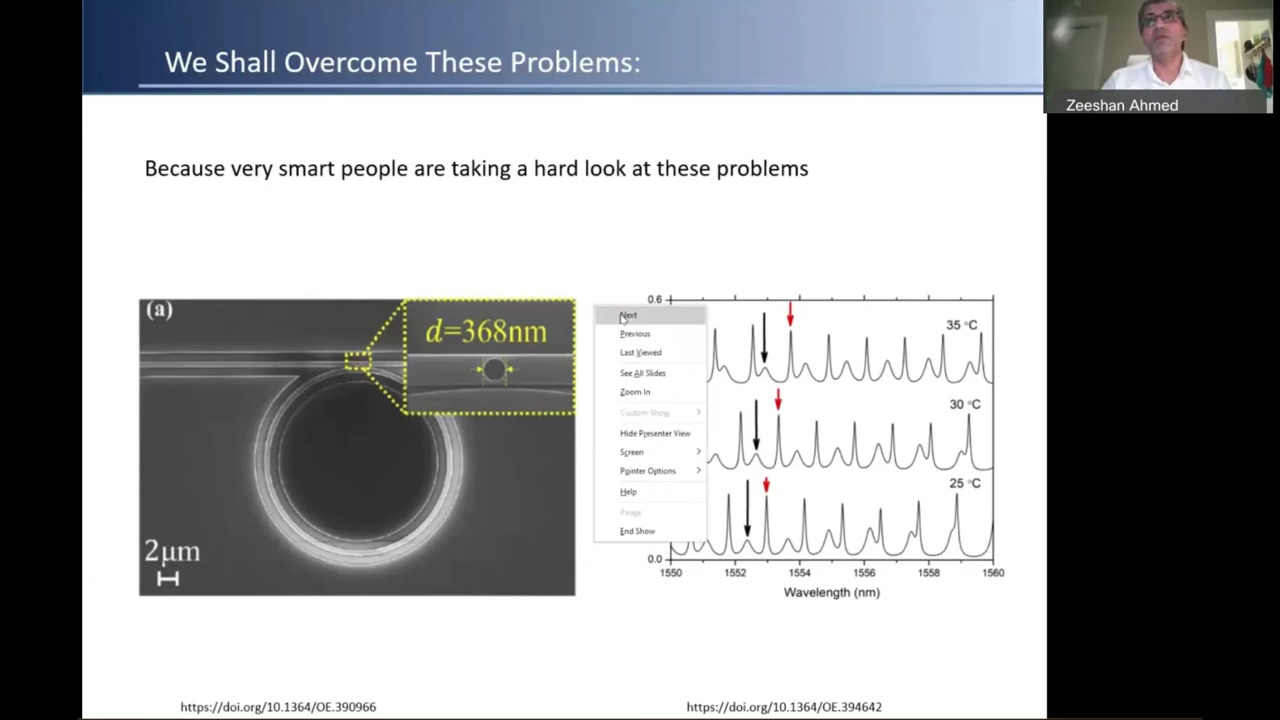 We Shall Overcome These Problems:
Zeeshan Ahmed
Because very smart people are taking a hard look at these problems
(a)
d=368nm
2μm
Next
Previous
Last Viewed
See All Slides
Zoom In
Custom Show
Hide Presenter View
Screen
Pointer Options
Help
Pause
End Show
0.6
35 °C
30 °C
25 °C
0.0
1550 1552 1554 1556 1558 1560
Wavelength (nm)
https://doi.org/10.1364/OE.390966
https://doi.org/10.1364/OE.394642